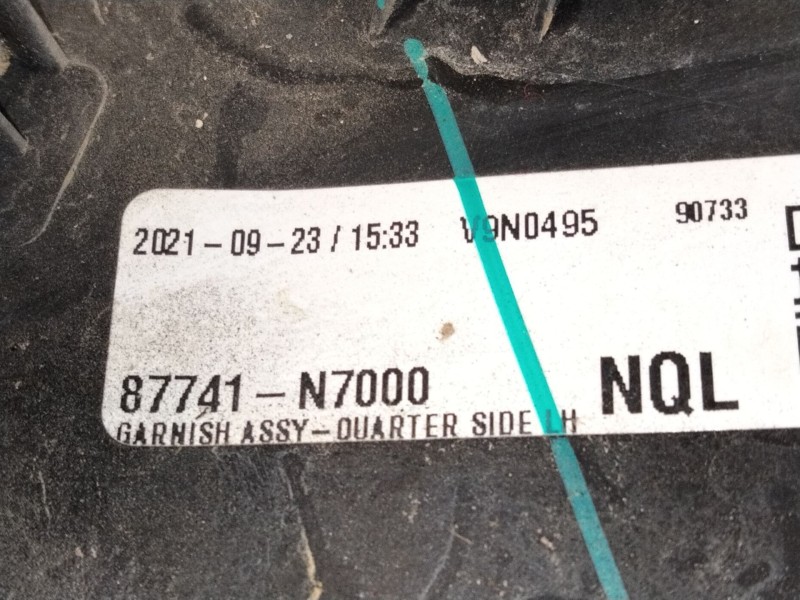 2021-09-23 / 15:33 V9N0495 90733
87741-N7000 NQL
GARNISH ASSY-QUARTER SIDE LH